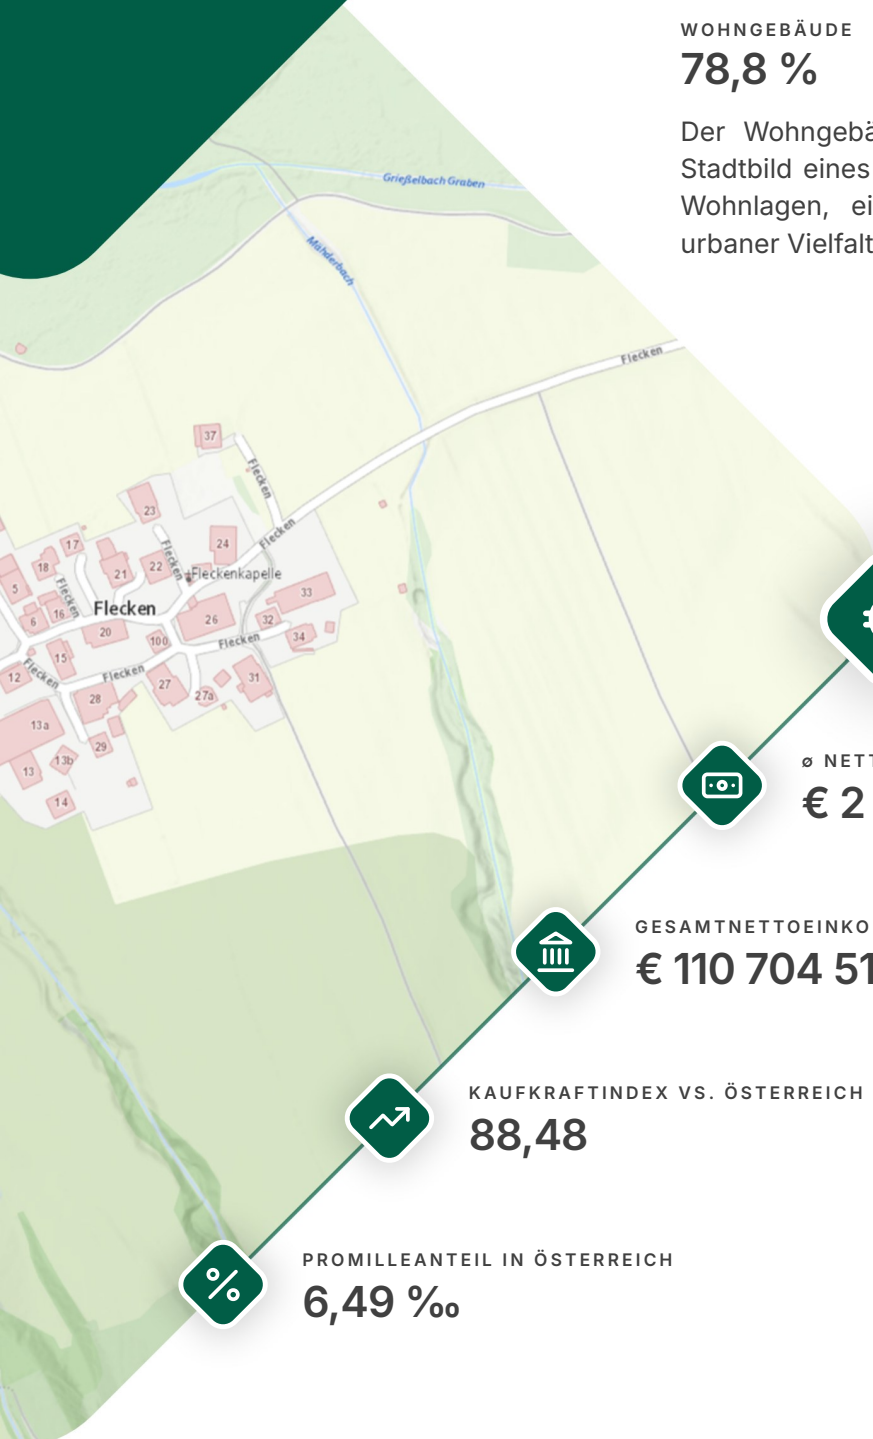 WOHNGEBÄUDE
78,8 %
Der Wohngebä
Stadtbild eines
Wohnlagen, ei
urbaner Vielfalt
Grießelbach Graben
Mähderbach
Flecken
37
Flecken
23
Flecken
24
17
Flecken
18
21
22
Fleckenkapelle
5
Flecken
16
Flecken
33
6
20
26
32
100
Flecken
34
15
Flecken
12
Flecken
27
31
28
27a
13a
29
13b
13
14
ø NETT
€ 2
GESAMTNETTOEINKO
€ 110 704 51
KAUFKRAFTINDEX VS. ÖSTERREICH
88,48
PROMILLEANTEIL IN ÖSTERREICH
6,49 ‰